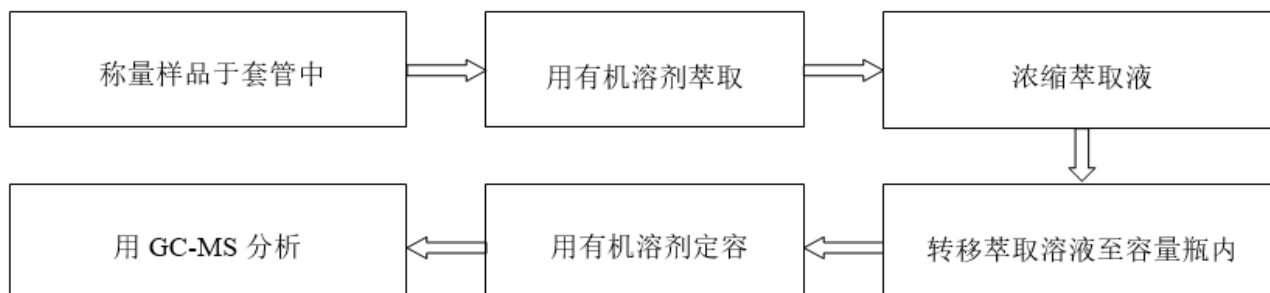 称量样品于套管中
用有机溶剂萃取
浓缩萃取液
转移萃取溶液至容量瓶内
用有机溶剂定容
用 GC-MS 分析